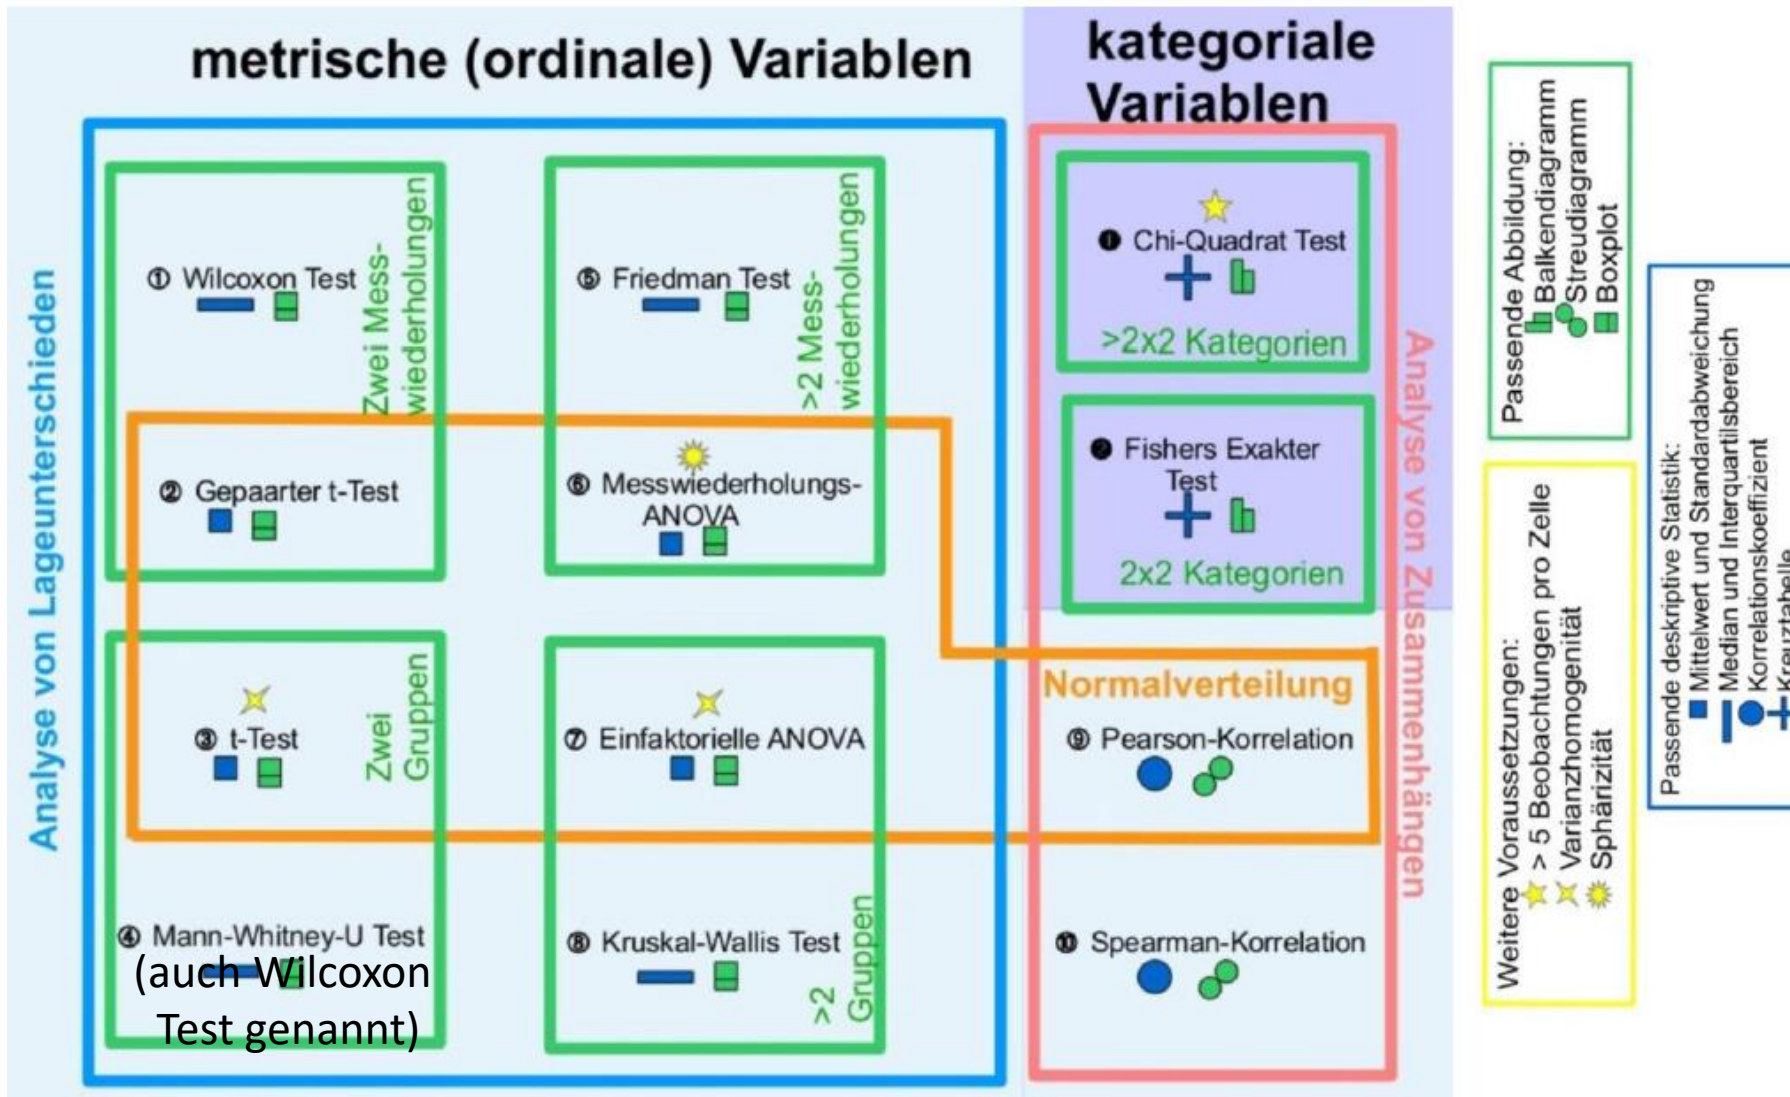 metrische (ordinale) Variablen
kategoriale
Variablen
Analyse von Lageunterschieden
① Wilcoxon Test
Zwei Mess-
wiederholungen
② Gepaarter t-Test
③ t-Test
Zwei
Gruppen
④ Mann-Whitney-U Test
(auch Wilcoxon
Test genannt)
⑤ Friedman Test
>2 Mess-
wiederholungen
⑥ Messwiederholungs-
ANOVA
⑦ Einfaktorielle ANOVA
⑧ Kruskal-Wallis Test
>2
Gruppen
❶ Chi-Quadrat Test
>2x2 Kategorien
❷ Fishers Exakter
Test
2x2 Kategorien
Normalverteilung
⑨ Pearson-Korrelation
⑩ Spearman-Korrelation
Analyse von Zusammenhängen
Passende Abbildung:
Balkendiagramm
Streudiagramm
Boxplot
Weitere Voraussetzungen:
> 5 Beobachtungen pro Zelle
Varianzhomogenität
Sphärizität
Passende deskriptive Statistik:
Mittelwert und Standardabweichung
Median und Interquartilsbereich
Korrelationskoeffizient
Kreuztabelle